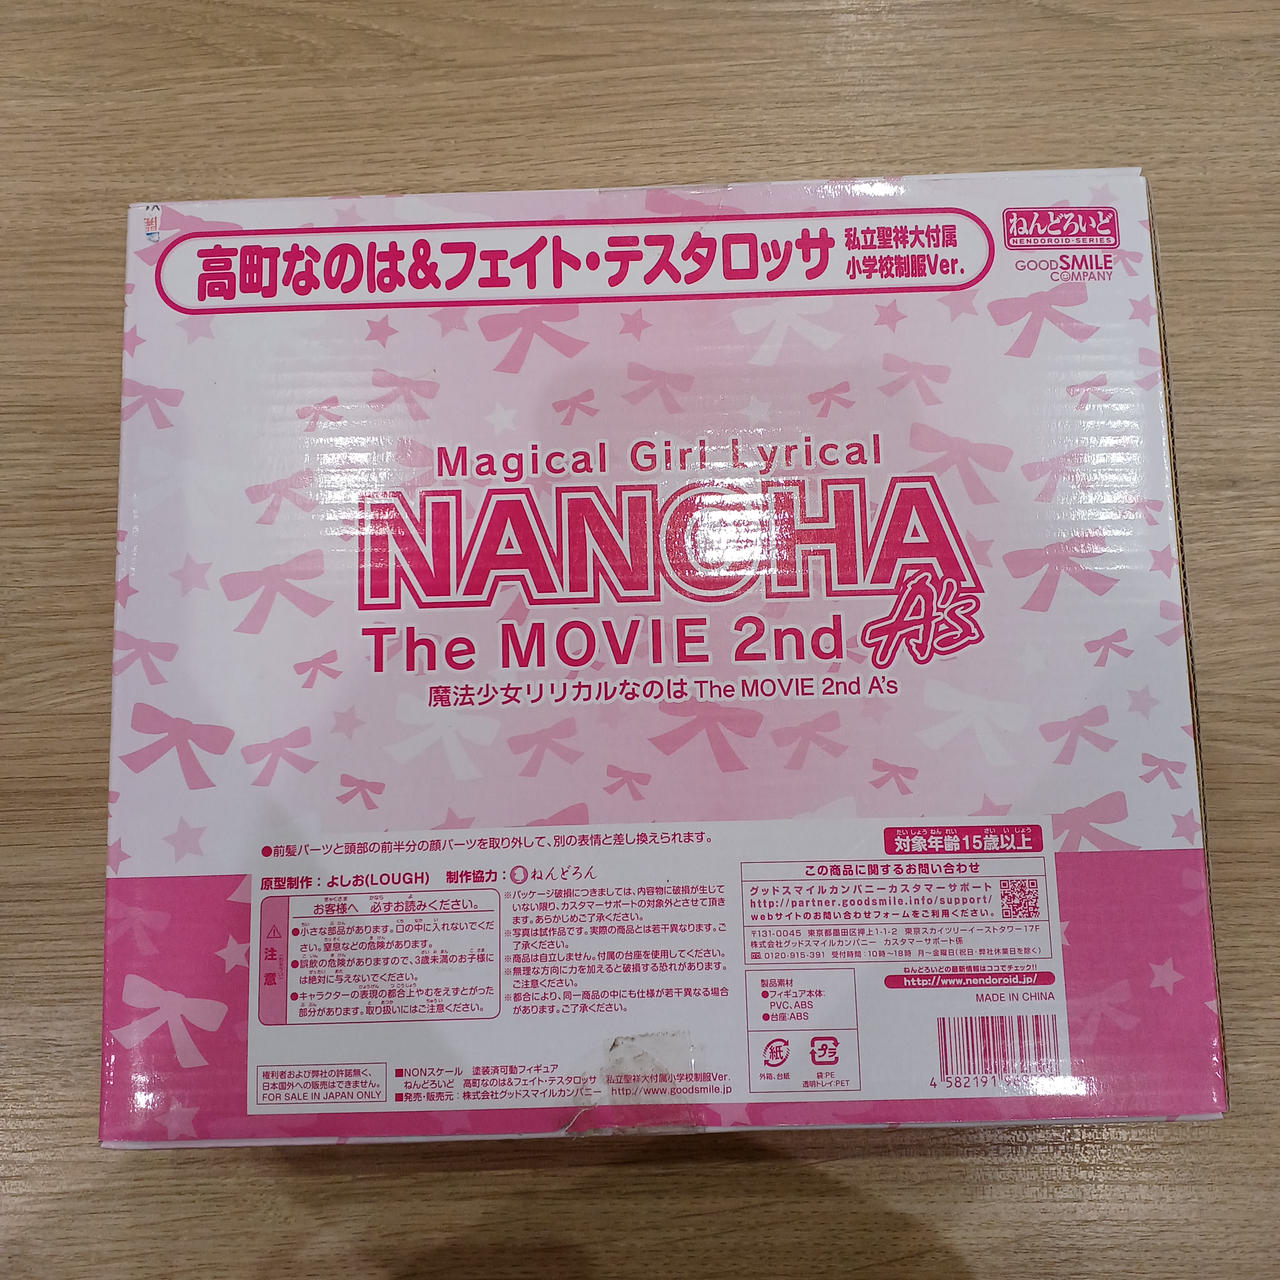 高町なのは&フェイト・テスタロッサ 私立聖祥大付属
小学校制服Ver.
ねんどろいど
NENDOROID-SERIES
GOODSMILE
COMPANY
Magical Girl Lyrical
NANOHA
The MOVIE 2nd A's
魔法少女リリカルなのは The MOVIE 2nd A's
●前髪パーツと頭部の前半分の顔パーツを取り外して、別の表情と差し換えられます。
原型制作：よしお(LOUGH) 制作協力：ねんどろん
お客様へ 必ずお読みください。
注意
●小さな部品があります。口の中に入れないでくだ
さい。窒息などの危険があります。
●誤飲の危険がありますので、3歳未満のお子様に
は絶対に与えないでください。
●キャラクターの表現の都合上やむをえずとがった
部分があります。取り扱いにはご注意ください。
※パッケージ破損につきましては、内容物に破損が生じて
いない限り、カスタマーサポートの対象外とさせて頂き
ます。あらかじめご了承ください。
※写真は試作品です。実際の商品とは若干異なります。ご
了承ください。
※商品は自立しません。付属の台座を使用してください。
※無理な方向に力を加えると破損する恐れがあります。
ご注意ください。
※都合により、同一商品の中にも仕様が若干異なる場合
があります。ご了承ください。
対象年齢15歳以上
この商品に関するお問い合わせ
グッドスマイルカンパニーカスタマーサポート
http://partner.goodsmile.info/support/
webサイトのお問い合わせフォームをご利用ください。
〒131-0045 東京都墨田区押上1-1-2 東京スカイツリーイーストタワー17F
株式会社グッドスマイルカンパニー カスタマーサポート係
0120-915-391 受付時間：10時〜18時 月〜金曜日(祝日・弊社休業日を除く)
ねんどろいどの最新情報はココでチェック!!
http://www.nendoroid.jp/
MADE IN CHINA
製品素材
●フィギュア本体:
PVC、ABS
●台座:ABS
紙
外箱、台紙
プラ
袋:PE
透明トレイ:PET
4 582191
権利者および弊社の許諾無く、
日本国外への販売はできません。
FOR SALE IN JAPAN ONLY
■NONスケール 塗装済可動フィギュア
ねんどろいど 高町なのは&フェイト・テスタロッサ 私立聖祥大付属小学校制服Ver.
■発売・販売元：株式会社グッドスマイルカンパニー http://www.goodsmile.jp/